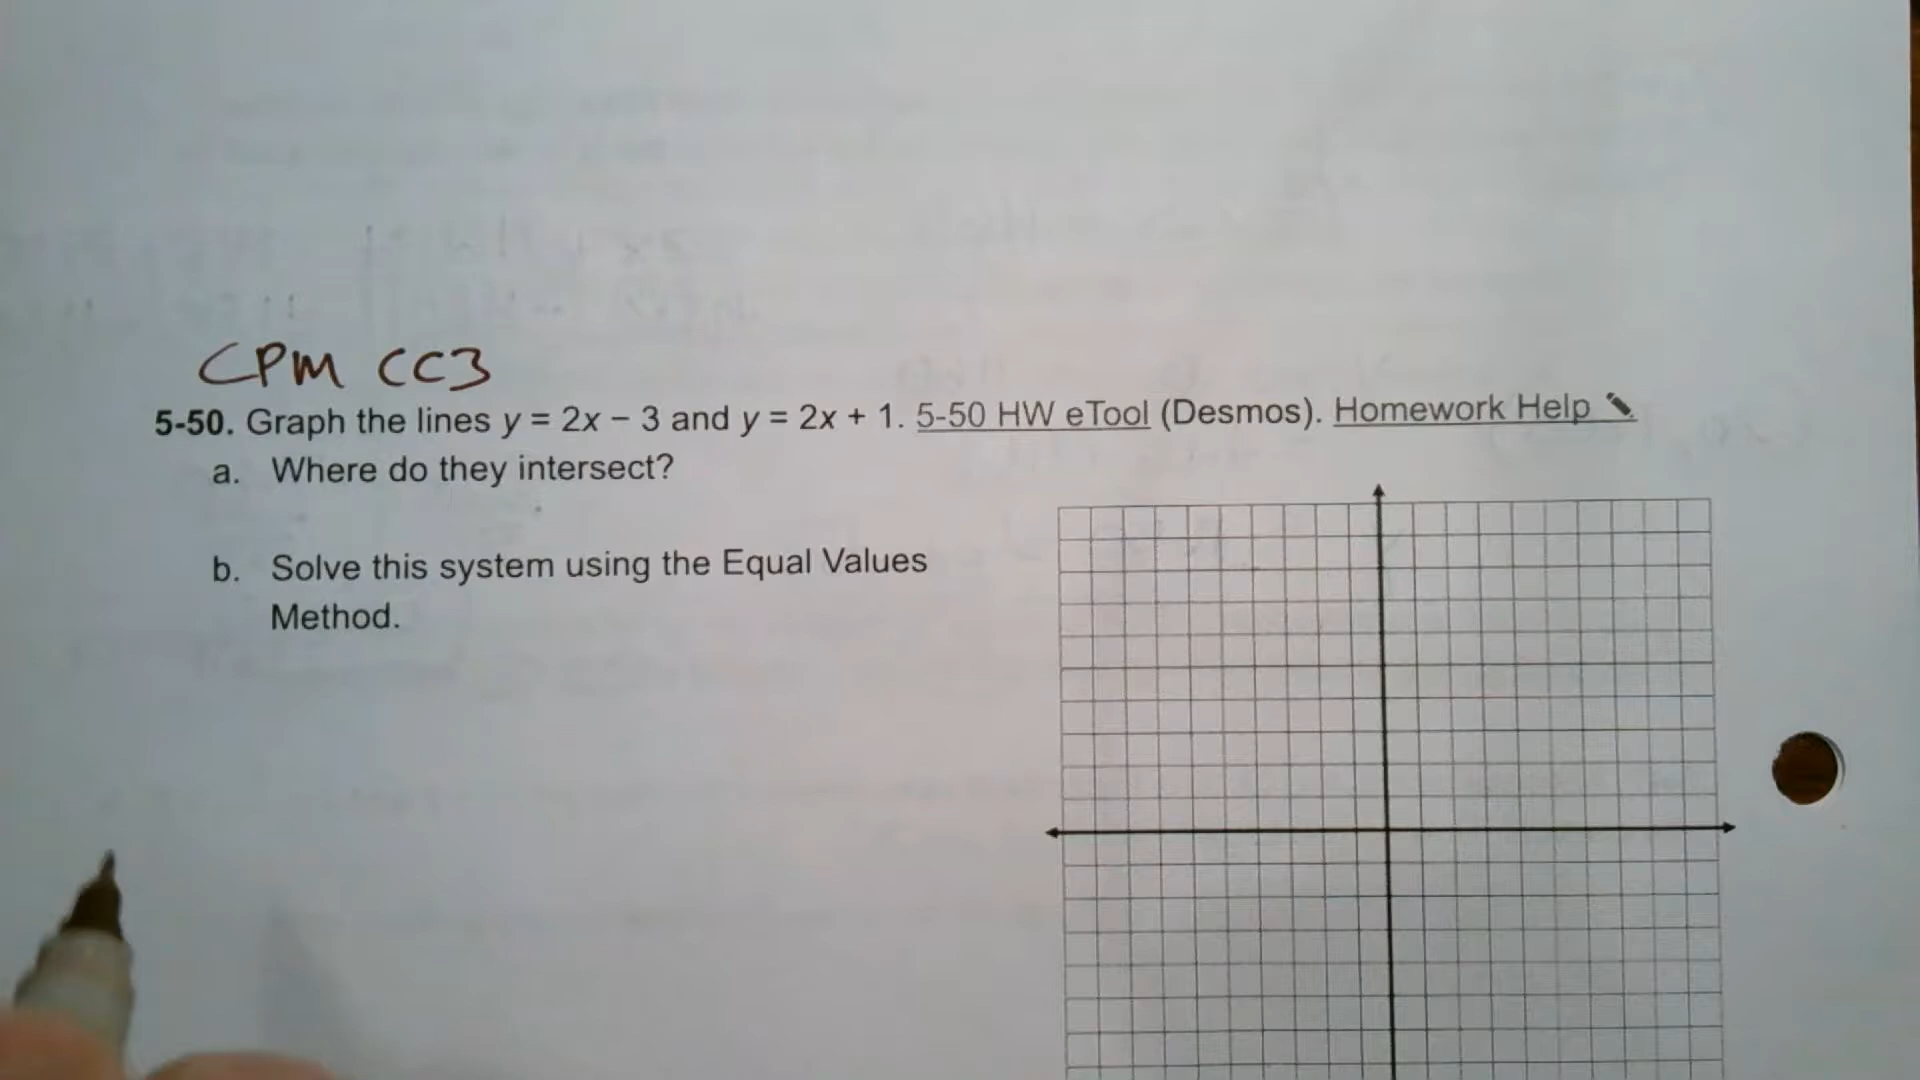 CPM CC3
5-50. Graph the lines y = 2x − 3 and y = 2x + 1. 5-50 HW eTool (Desmos). Homework Help ✎
a. Where do they intersect?
b. Solve this system using the Equal Values
Method.